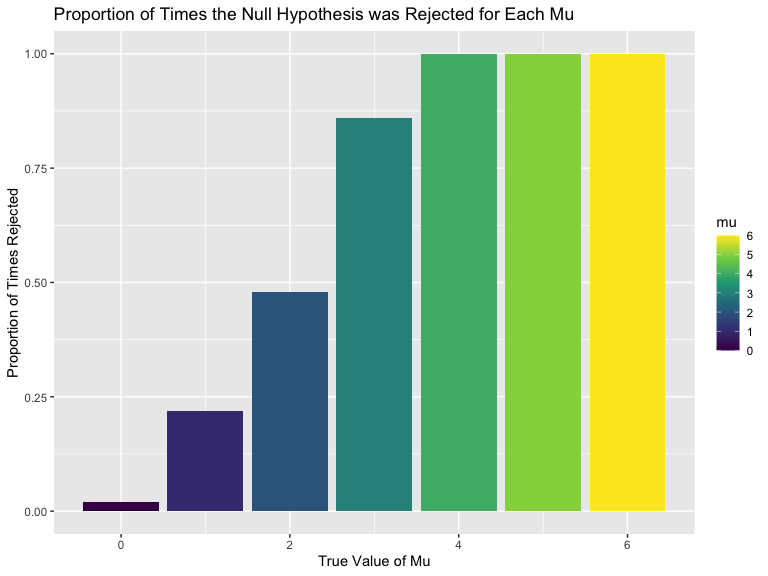 Proportion of Times the Null Hypothesis was Rejected for Each Mu
Proportion of Times Rejected
1.00
0.75
0.50
0.25
0.00
0 2 4 6
True Value of Mu
mu
6
5
4
3
2
1
0